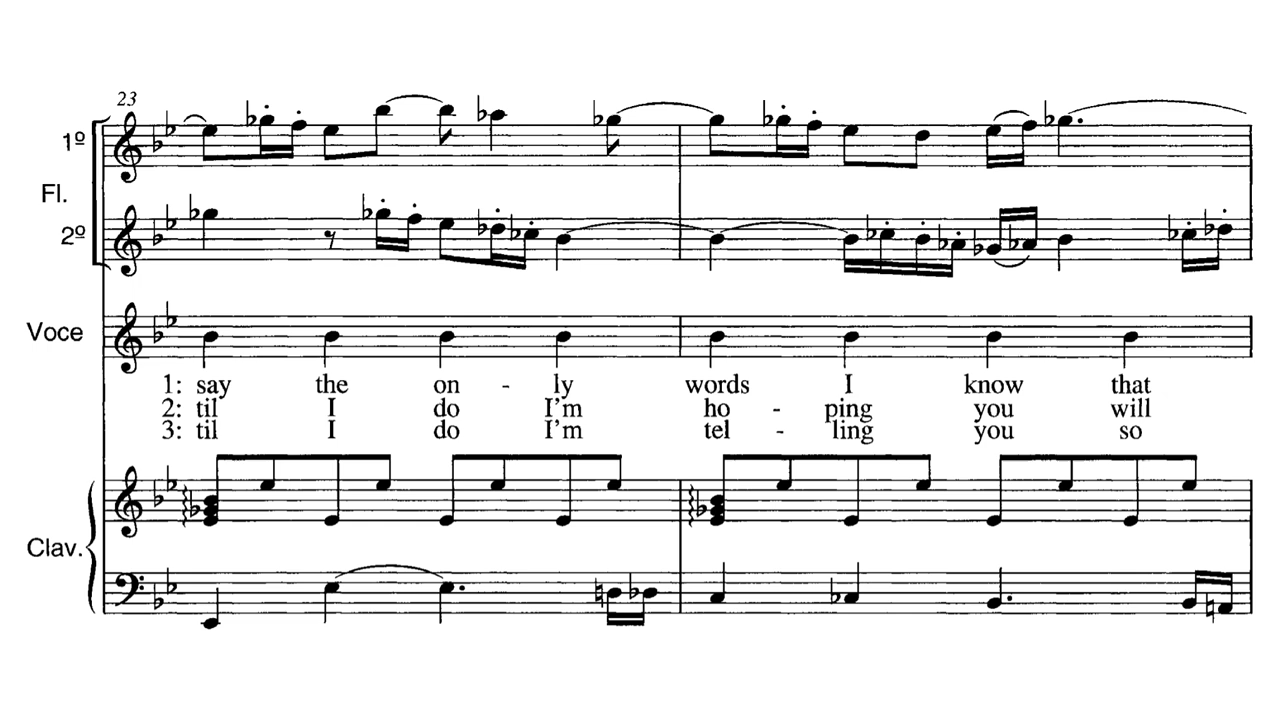 23
1º
Fl.
2º
Voce
1: say the on - ly words I know that
2: til I do I'm ho - ping you will
3: til I do I'm tel - ling you so
Clav.